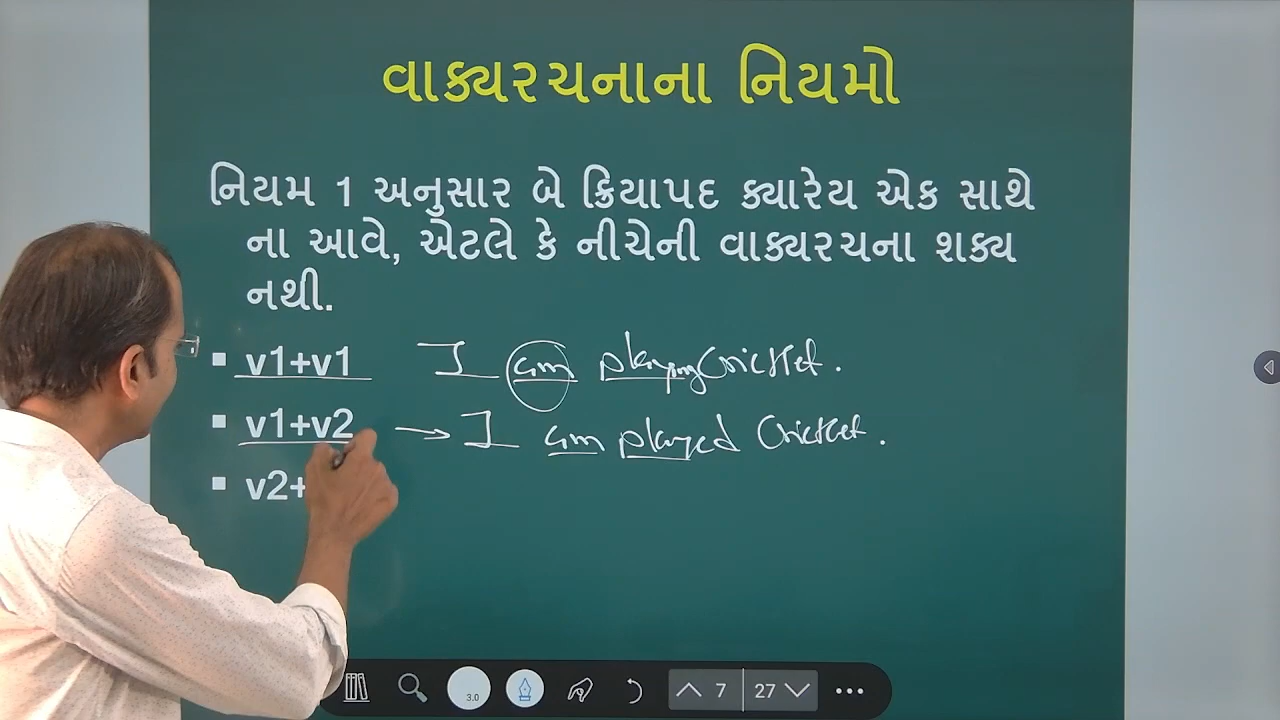 વાક્યરચનાના નિયમો
નિયમ 1 અનુસાર બે ક્રિયાપદ ક્યારેય એક સાથે
ના આવે, એટલે કે નીચેની વાક્યરચના શક્ય
નથી.
▪ v1+v1 I am playing Cricket.
▪ v1+v2 → I am played Cricket.
▪ v2+
3.0 7 27